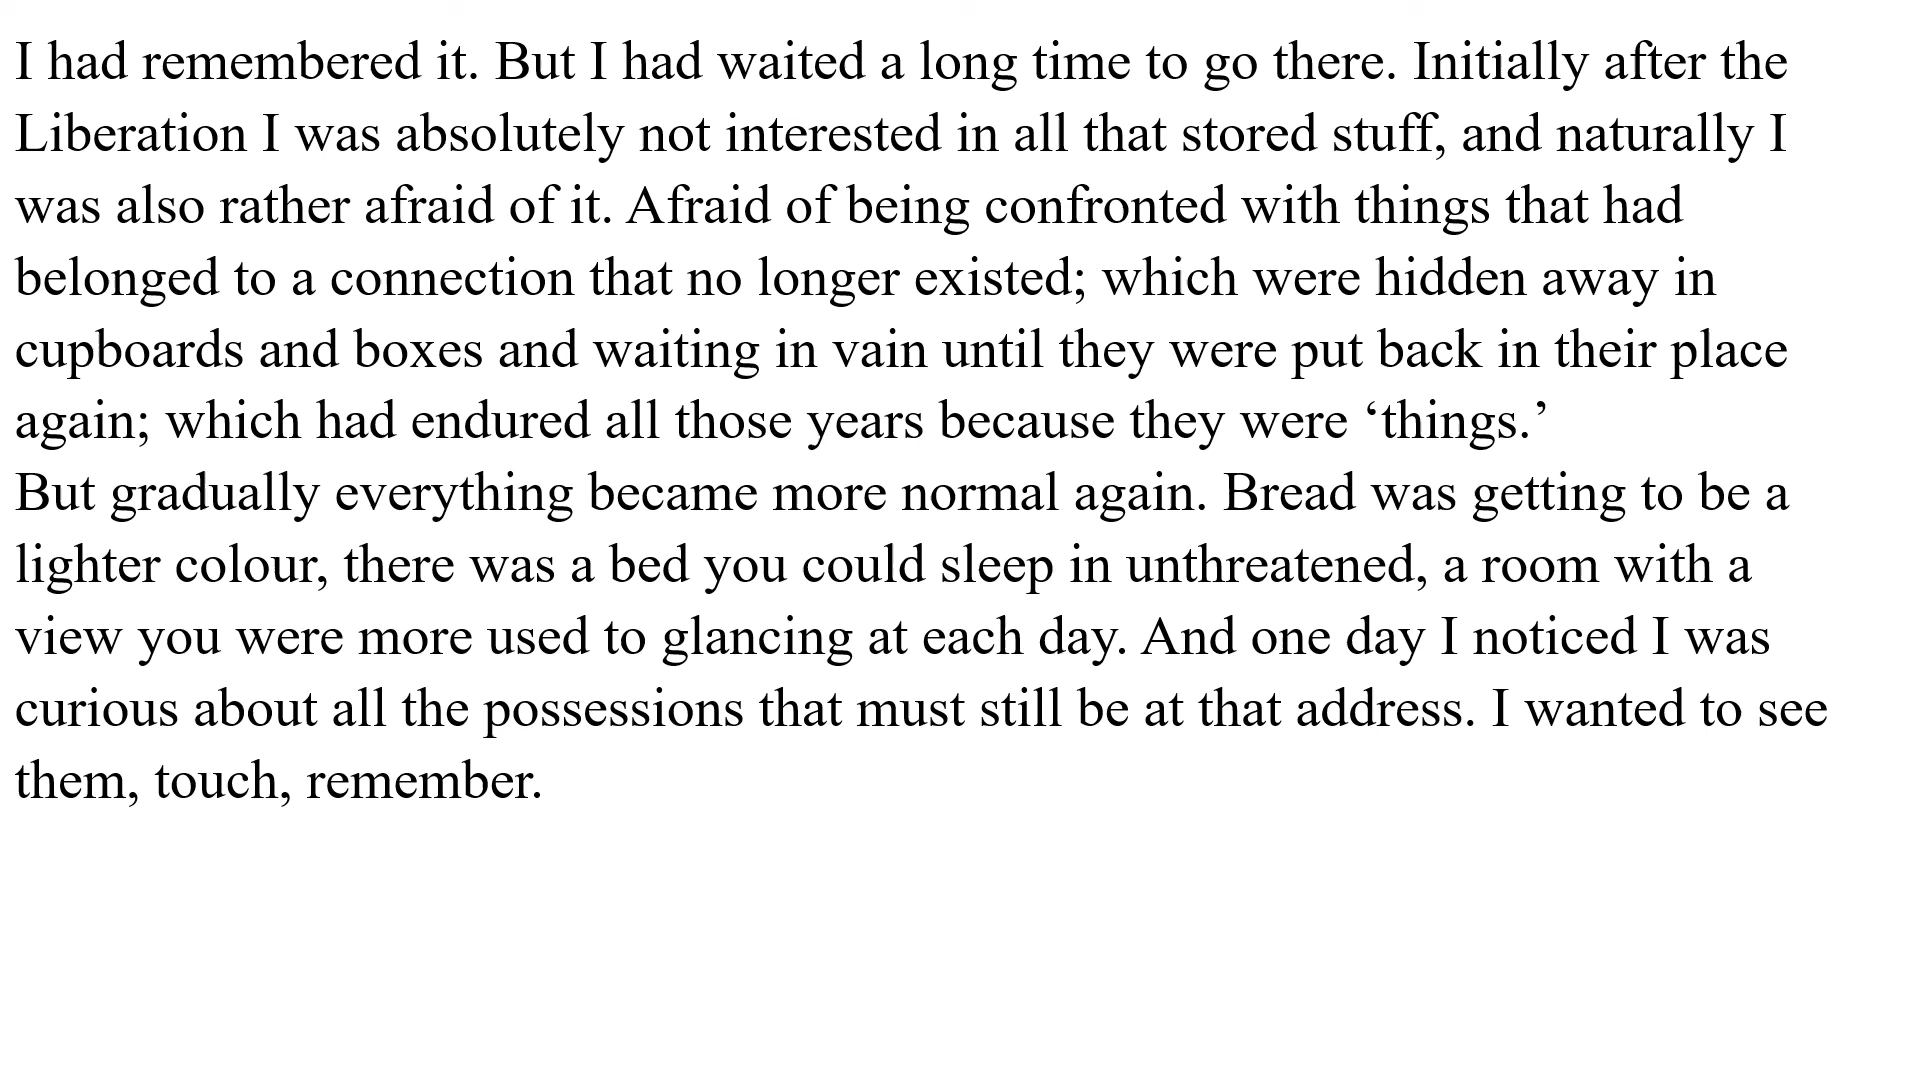 I had remembered it. But I had waited a long time to go there. Initially after the
Liberation I was absolutely not interested in all that stored stuff, and naturally I
was also rather afraid of it. Afraid of being confronted with things that had
belonged to a connection that no longer existed; which were hidden away in
cupboards and boxes and waiting in vain until they were put back in their place
again; which had endured all those years because they were ‘things.’
But gradually everything became more normal again. Bread was getting to be a
lighter colour, there was a bed you could sleep in unthreatened, a room with a
view you were more used to glancing at each day. And one day I noticed I was
curious about all the possessions that must still be at that address. I wanted to see
them, touch, remember.